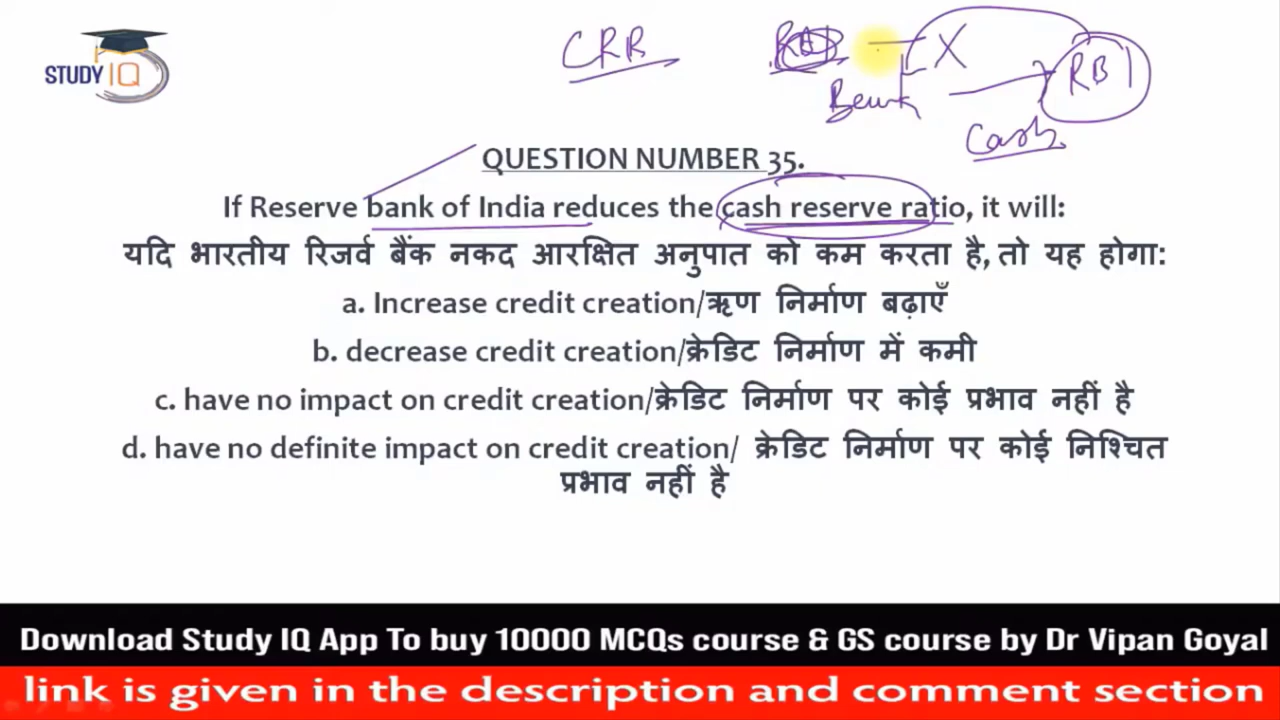 CRR
X
RBI
Bank
Cash
STUDY IQ
QUESTION NUMBER 35.
If Reserve bank of India reduces the cash reserve ratio, it will:
यदि भारतीय रिजर्व बैंक नकद आरक्षित अनुपात को कम करता है, तो यह होगा:
a. Increase credit creation/ऋण निर्माण बढ़ाएँ
b. decrease credit creation/क्रेडिट निर्माण में कमी
c. have no impact on credit creation/क्रेडिट निर्माण पर कोई प्रभाव नहीं है
d. have no definite impact on credit creation/ क्रेडिट निर्माण पर कोई निश्चित
प्रभाव नहीं है
Download Study IQ App To buy 10000 MCQs course & GS course by Dr Vipan Goyal
link is given in the description and comment section